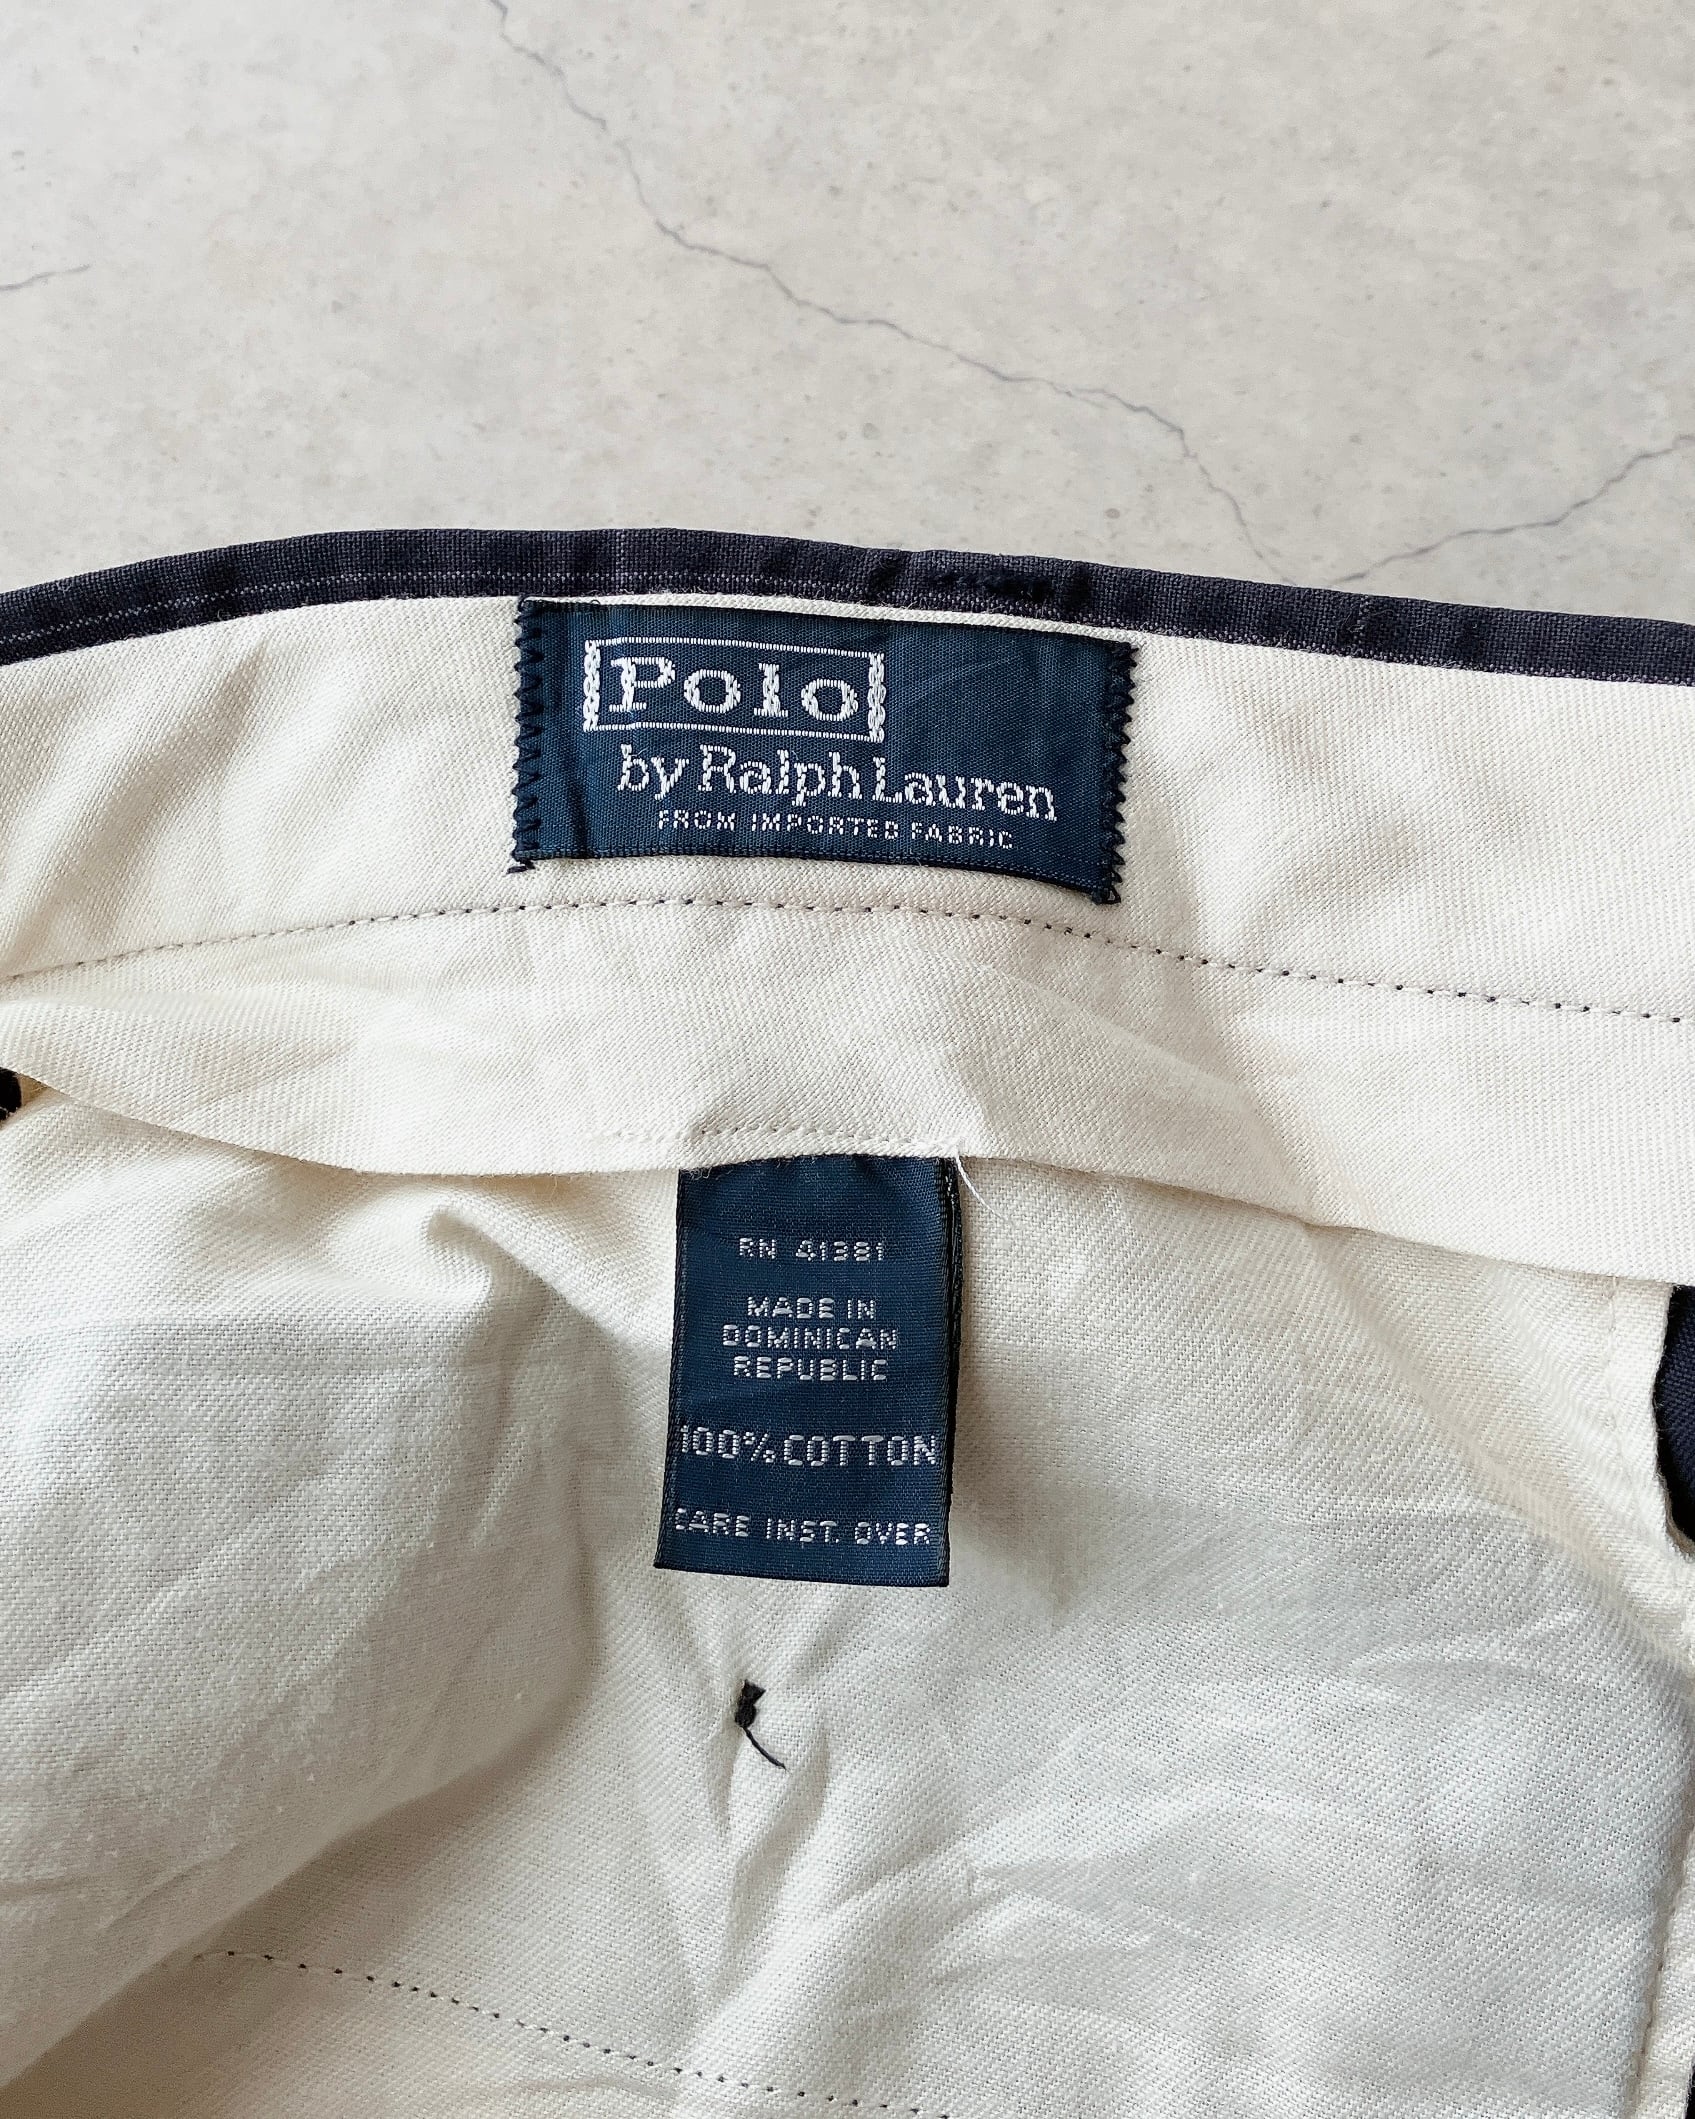 Polo
by Ralph Lauren
FROM IMPORTED FABRIC
RN 41381
MADE IN
DOMINICAN
REPUBLIC
100% COTTON
CARE INST. OVER